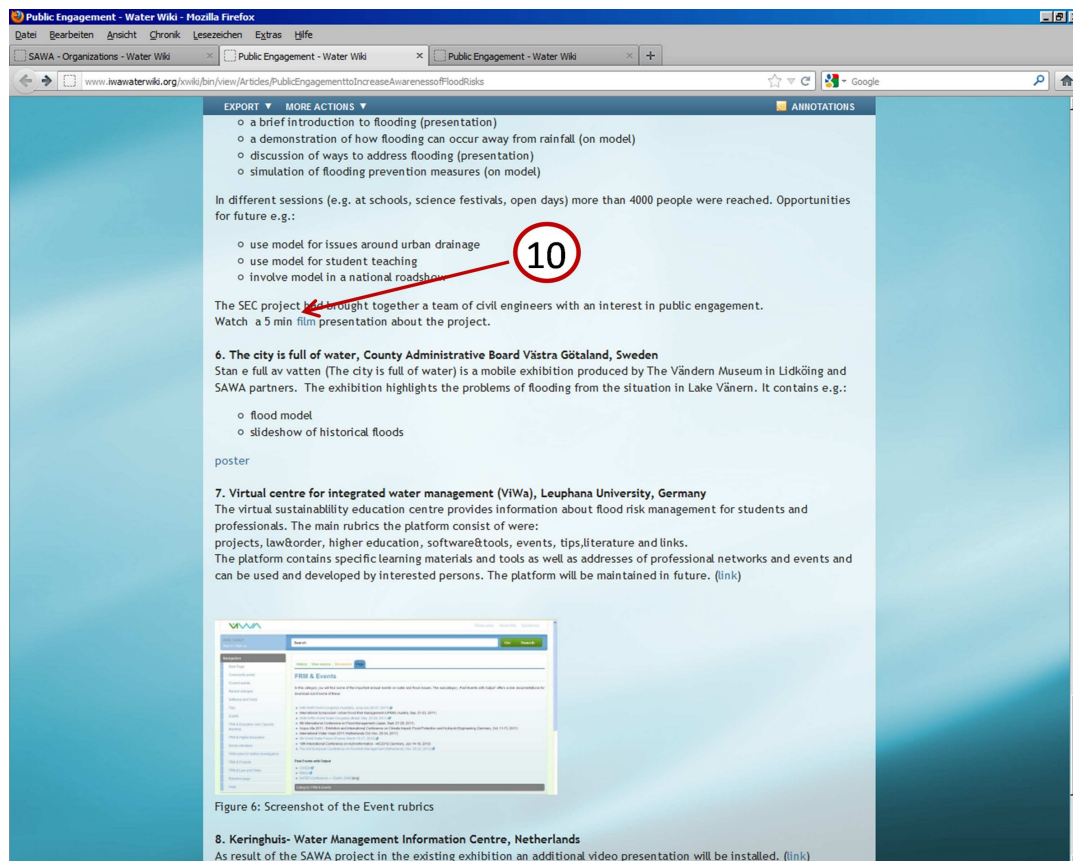 Public Engagement - Water Wiki - Mozilla Firefox
Datei Bearbeiten Ansicht Chronik Lesezeichen Extras Hilfe
SAWA - Organizations - Water Wiki × Public Engagement - Water Wiki × Public Engagement - Water Wiki × +
www.iwawaterwiki.org/xwiki/bin/view/Articles/PublicEngagementtoIncreaseAwarenessofFloodRisks Google
EXPORT ▼ MORE ACTIONS ▼ ANNOTATIONS
a brief introduction to flooding (presentation)
a demonstration of how flooding can occur away from rainfall (on model)
discussion of ways to address flooding (presentation)
simulation of flooding prevention measures (on model)
In different sessions (e.g. at schools, science festivals, open days) more than 4000 people were reached. Opportunities
for future e.g.:
use model for issues around urban drainage
use model for student teaching
involve model in a national roadshow
10
The SEC project had brought together a team of civil engineers with an interest in public engagement.
Watch a 5 min film presentation about the project.
6. The city is full of water, County Administrative Board Västra Götaland, Sweden
Stan e full av vatten (The city is full of water) is a mobile exhibition produced by The Vändern Museum in Lidköing and
SAWA partners. The exhibition highlights the problems of flooding from the situation in Lake Vänern. It contains e.g.:
flood model
slideshow of historical floods
poster
7. Virtual centre for integrated water management (ViWa), Leuphana University, Germany
The virtual sustainablility education centre provides information about flood risk management for students and
professionals. The main rubrics the platform consist of were:
projects, law&order, higher education, software&tools, events, tips,literature and links.
The platform contains specific learning materials and tools as well as addresses of professional networks and events and
can be used and developed by interested persons. The platform will be maintained in future. (link)
Search
FRM & Events
Figure 6: Screenshot of the Event rubrics
8. Keringhuis- Water Management Information Centre, Netherlands
As result of the SAWA project in the existing exhibition an additional video presentation will be installed. (link)